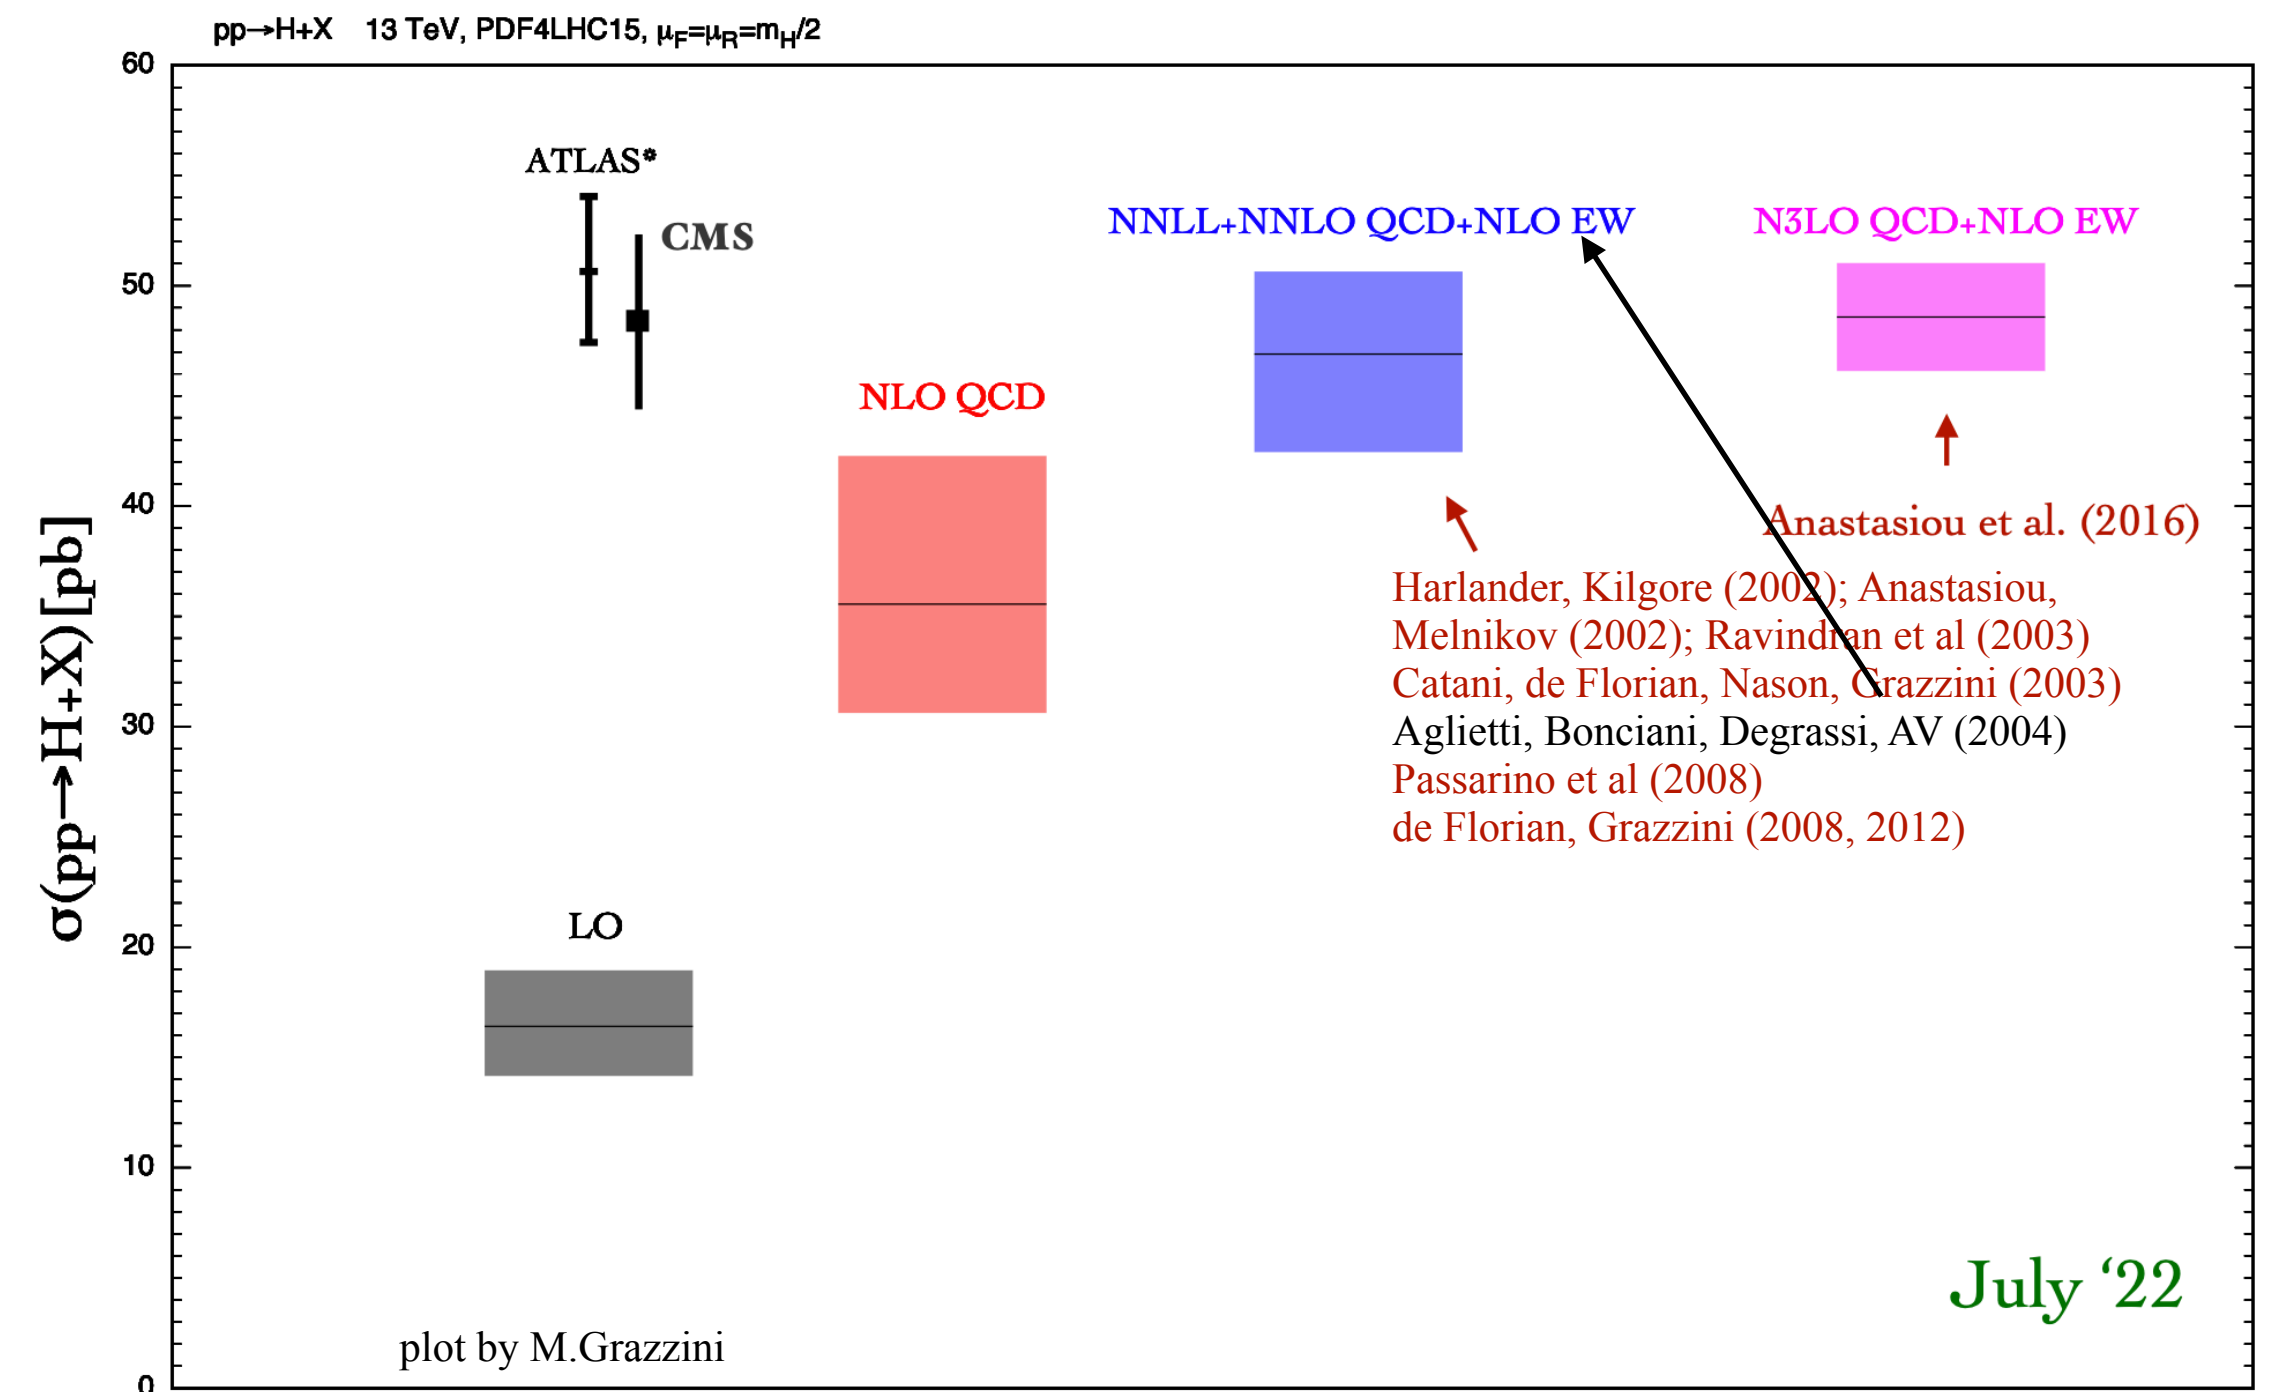 pp→H+X 13 TeV, PDF4LHC15, μF=μR=mH/2
60
50
40
30
20
10
0
σ(pp→H+X)[pb]
ATLAS*
CMS
NLO QCD
NNLL+NNLO QCD+NLO EW
N3LO QCD+NLO EW
Anastasiou et al. (2016)
Harlander, Kilgore (2002); Anastasiou,
Melnikov (2002); Ravindran et al (2003)
Catani, de Florian, Nason, Grazzini (2003)
Aglietti, Bonciani, Degrassi, AV (2004)
Passarino et al (2008)
de Florian, Grazzini (2008, 2012)
LO
July ‘22
plot by M.Grazzini